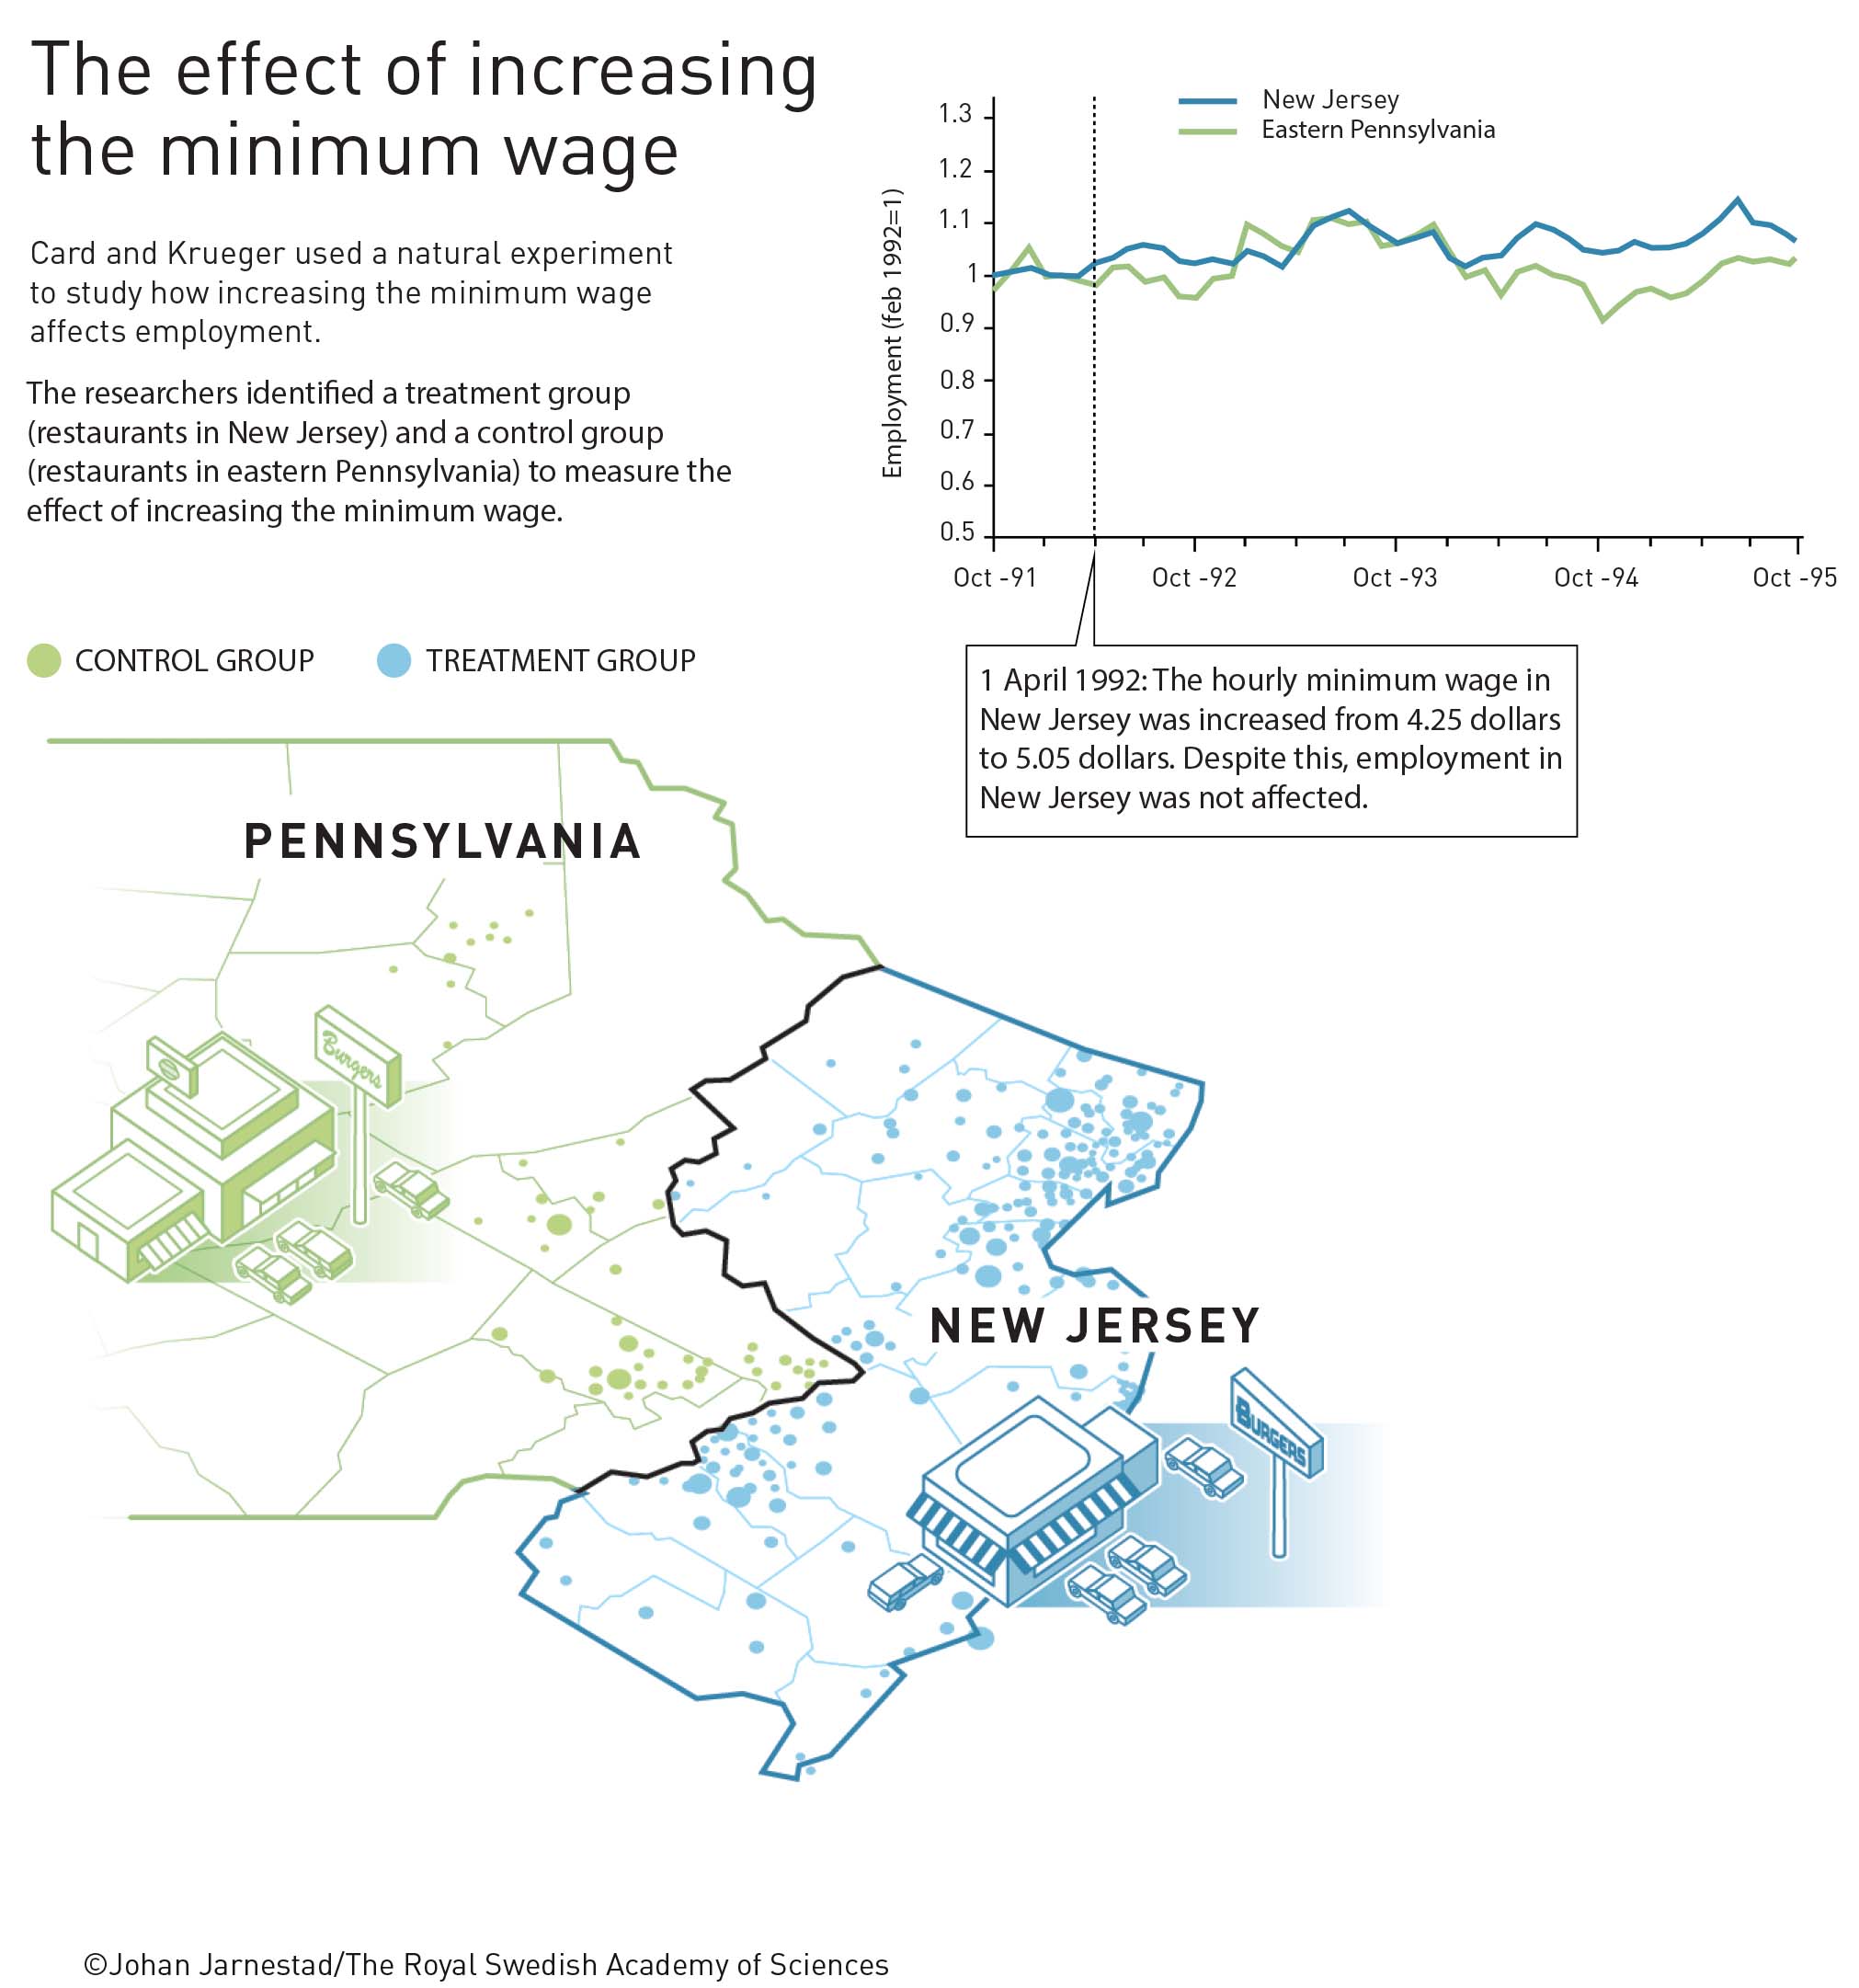 The effect of increasing
the minimum wage
Card and Krueger used a natural experiment
to study how increasing the minimum wage
affects employment.
The researchers identified a treatment group
(restaurants in New Jersey) and a control group
(restaurants in eastern Pennsylvania) to measure the
effect of increasing the minimum wage.
New Jersey
Eastern Pennsylvania
Employment (feb 1992=1)
1.3
1.2
1.1
1
0.9
0.8
0.7
0.6
0.5
Oct -91
Oct -92
Oct -93
Oct -94
Oct -95
1 April 1992: The hourly minimum wage in
New Jersey was increased from 4.25 dollars
to 5.05 dollars. Despite this, employment in
New Jersey was not affected.
CONTROL GROUP
TREATMENT GROUP
PENNSYLVANIA
Burgers
NEW JERSEY
BURGERS
©Johan Jarnestad/The Royal Swedish Academy of Sciences